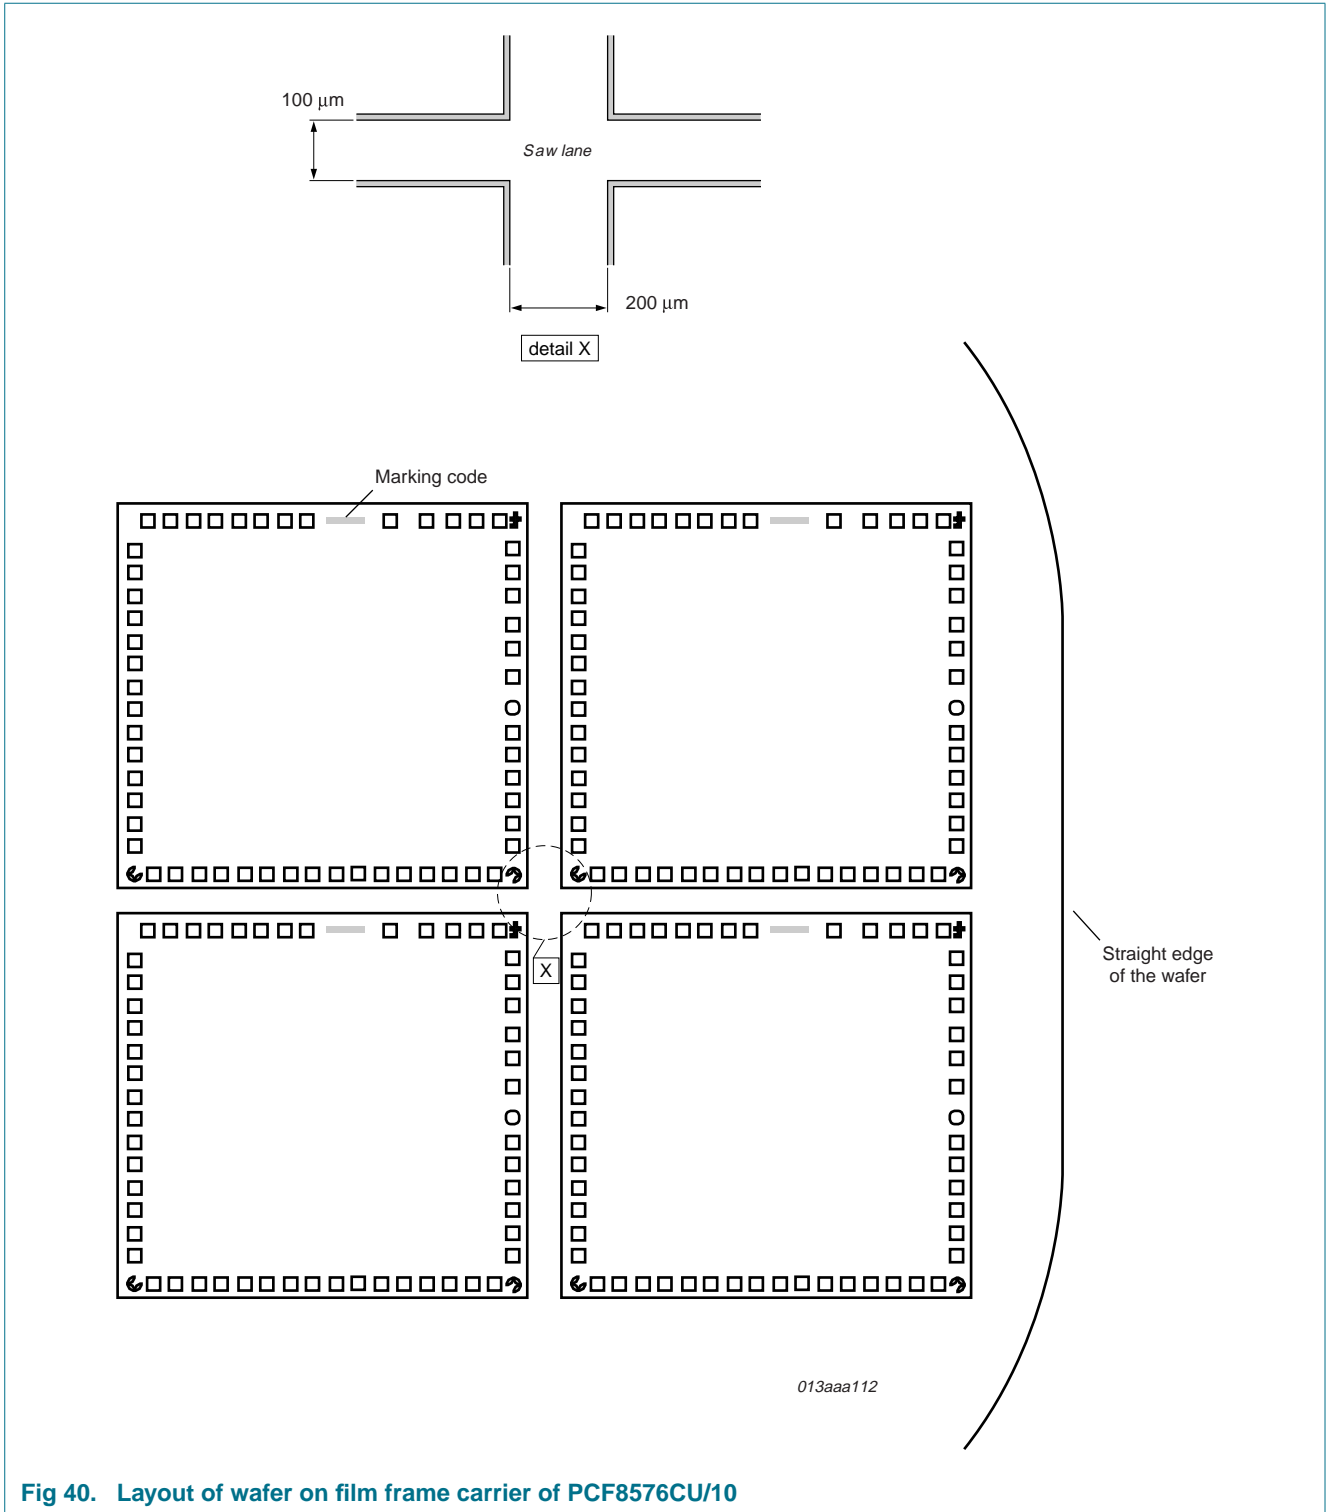 100 μm
Saw lane
200 μm
detail X
Marking code
X
Straight edge
of the wafer
013aaa112
Fig 40. Layout of wafer on film frame carrier of PCF8576CU/10